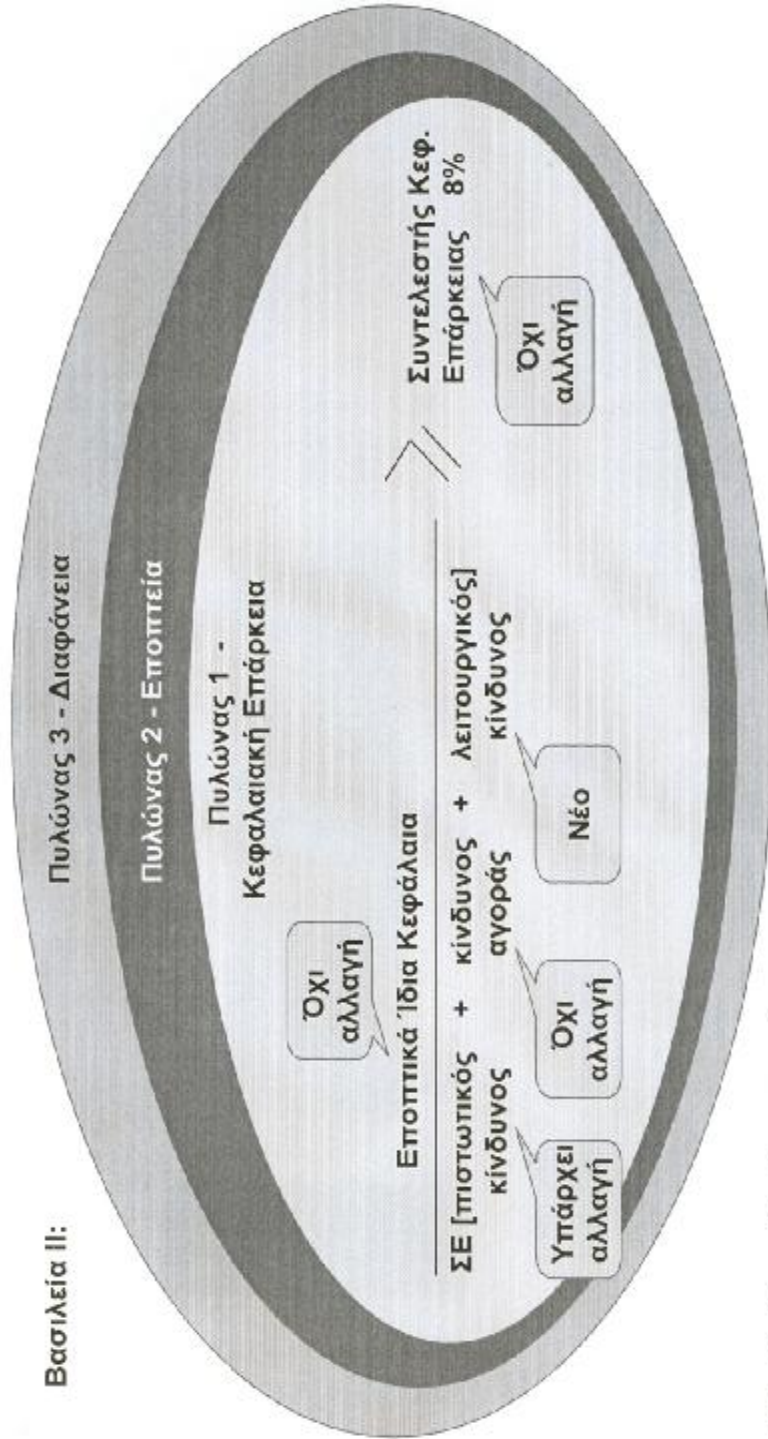 Βασιλεία ΙΙ:
Πυλώνας 3 - Διαφάνεια
Πυλώνας 2 - Εποπτεία
Πυλώνας 1 -
Κεφαλαιακή Επάρκεια
Όχι
αλλαγή
Εποπτικά Ίδια Κεφάλαια
ΣΕ [πιστωτικός + κίνδυνος + λειτουργικός]
κίνδυνος αγοράς κίνδυνος
≥
Συντελεστής Κεφ.
Επάρκειας 8%
Υπάρχει
αλλαγή
Όχι
αλλαγή
Νέο
Όχι
αλλαγή